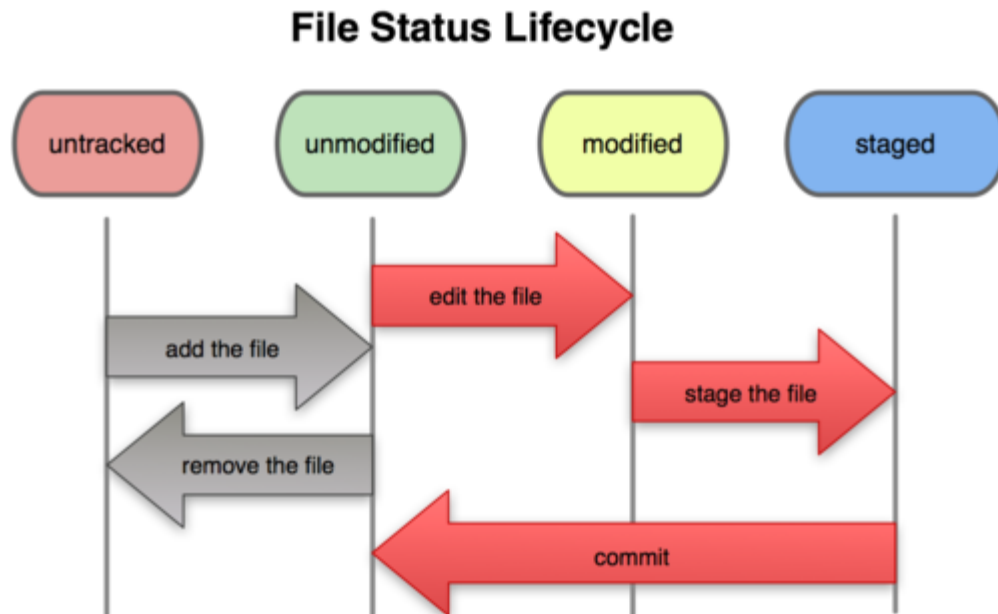 File Status Lifecycle
untracked
unmodified
modified
staged
edit the file
add the file
stage the file
remove the file
commit